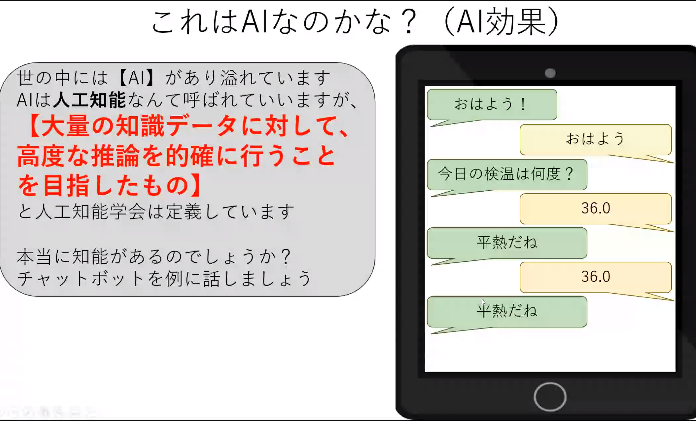 これはAIなのかな？（AI効果）
世の中には【AI】があり溢れています
AIは人工知能なんて呼ばれていいますが、
【大量の知識データに対して、
高度な推論を的確に行うこと
を目指したもの】
と人工知能学会は定義しています
本当に知能があるのでしょうか？
チャットボットを例に話しましょう
おはよう！
おはよう
今日の検温は何度？
36.0
平熱だね
36.0
平熱だね